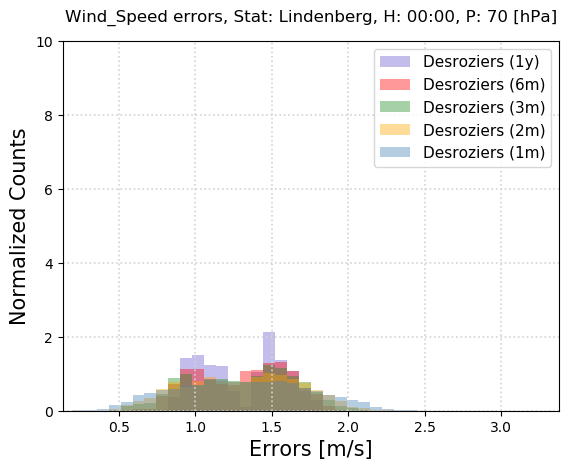 Wind_Speed errors, Stat: Lindenberg, H: 00:00, P: 70 [hPa]
10
8
6
4
2
0
Normalized Counts
Desroziers (1y)
Desroziers (6m)
Desroziers (3m)
Desroziers (2m)
Desroziers (1m)
0.5 1.0 1.5 2.0 2.5 3.0
Errors [m/s]